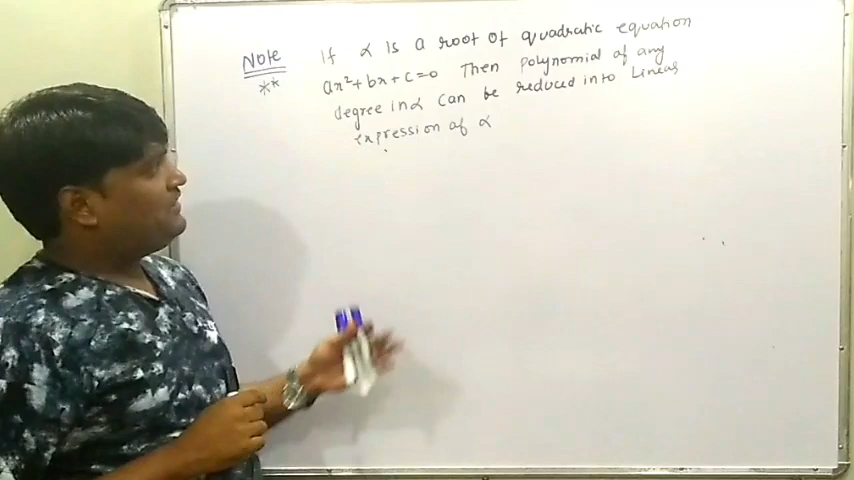 Note If α is a root of quadratic equation
** ax²+bx+c=0 Then polynomial of any
degree in α can be reduced into Linear
expression of α